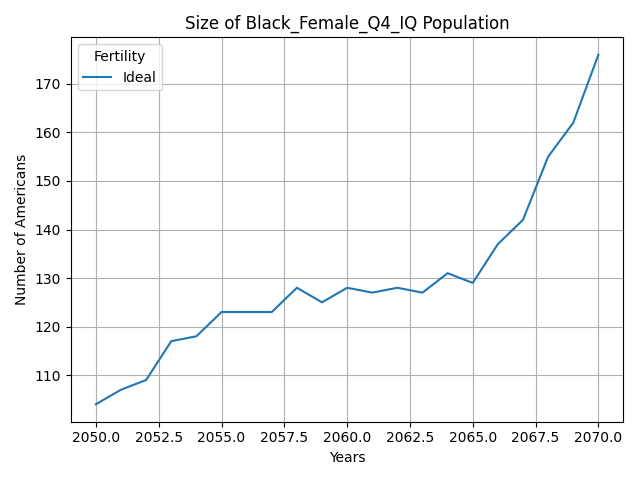 Size of Black_Female_Q4_IQ Population
Fertility
Ideal
Number of Americans
170
160
150
140
130
120
110
2050.0 2052.5 2055.0 2057.5 2060.0 2062.5 2065.0 2067.5 2070.0
Years